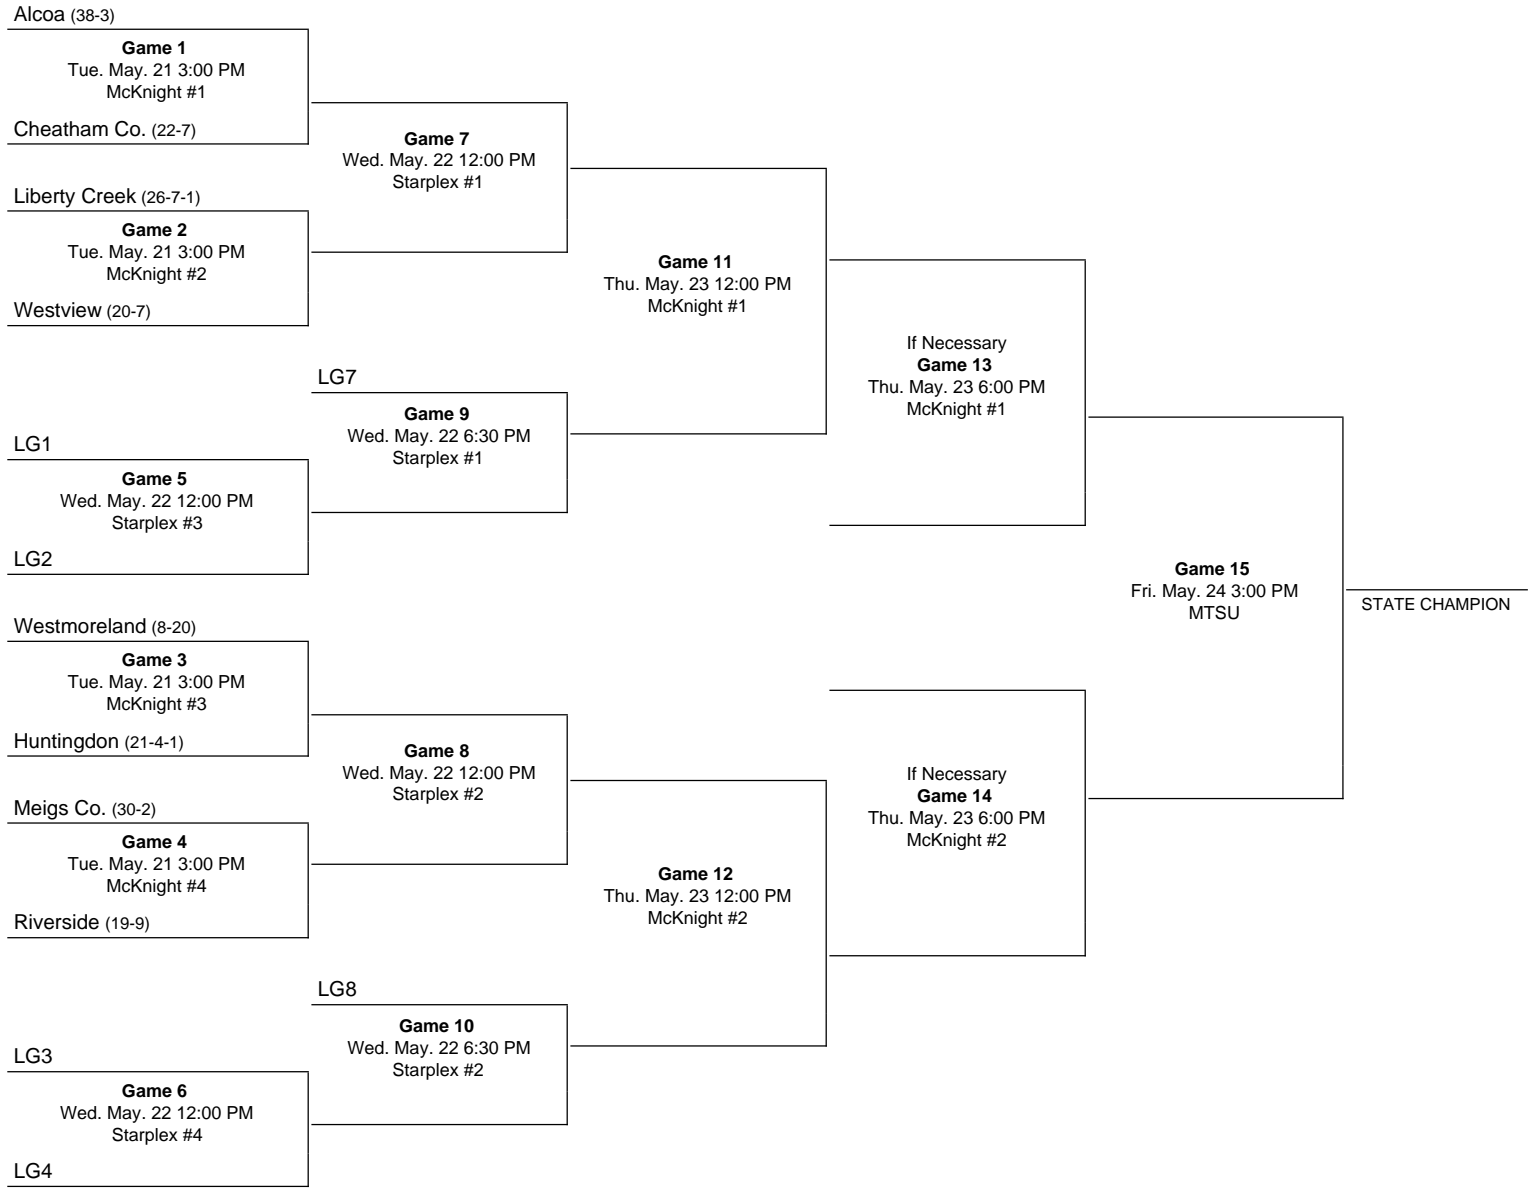 Alcoa (38-3)
Game 1
Tue. May. 21 3:00 PM
McKnight #1
Cheatham Co. (22-7)
Liberty Creek (26-7-1)
Game 2
Tue. May. 21 3:00 PM
McKnight #2
Westview (20-7)
LG1
Game 5
Wed. May. 22 12:00 PM
Starplex #3
LG2
Westmoreland (8-20)
Game 3
Tue. May. 21 3:00 PM
McKnight #3
Huntingdon (21-4-1)
Meigs Co. (30-2)
Game 4
Tue. May. 21 3:00 PM
McKnight #4
Riverside (19-9)
LG3
Game 6
Wed. May. 22 12:00 PM
Starplex #4
LG4
Game 7
Wed. May. 22 12:00 PM
Starplex #1
LG7
Game 9
Wed. May. 22 6:30 PM
Starplex #1
Game 8
Wed. May. 22 12:00 PM
Starplex #2
LG8
Game 10
Wed. May. 22 6:30 PM
Starplex #2
Game 11
Thu. May. 23 12:00 PM
McKnight #1
Game 12
Thu. May. 23 12:00 PM
McKnight #2
If Necessary
Game 13
Thu. May. 23 6:00 PM
McKnight #1
If Necessary
Game 14
Thu. May. 23 6:00 PM
McKnight #2
Game 15
Fri. May. 24 3:00 PM
MTSU
STATE CHAMPION